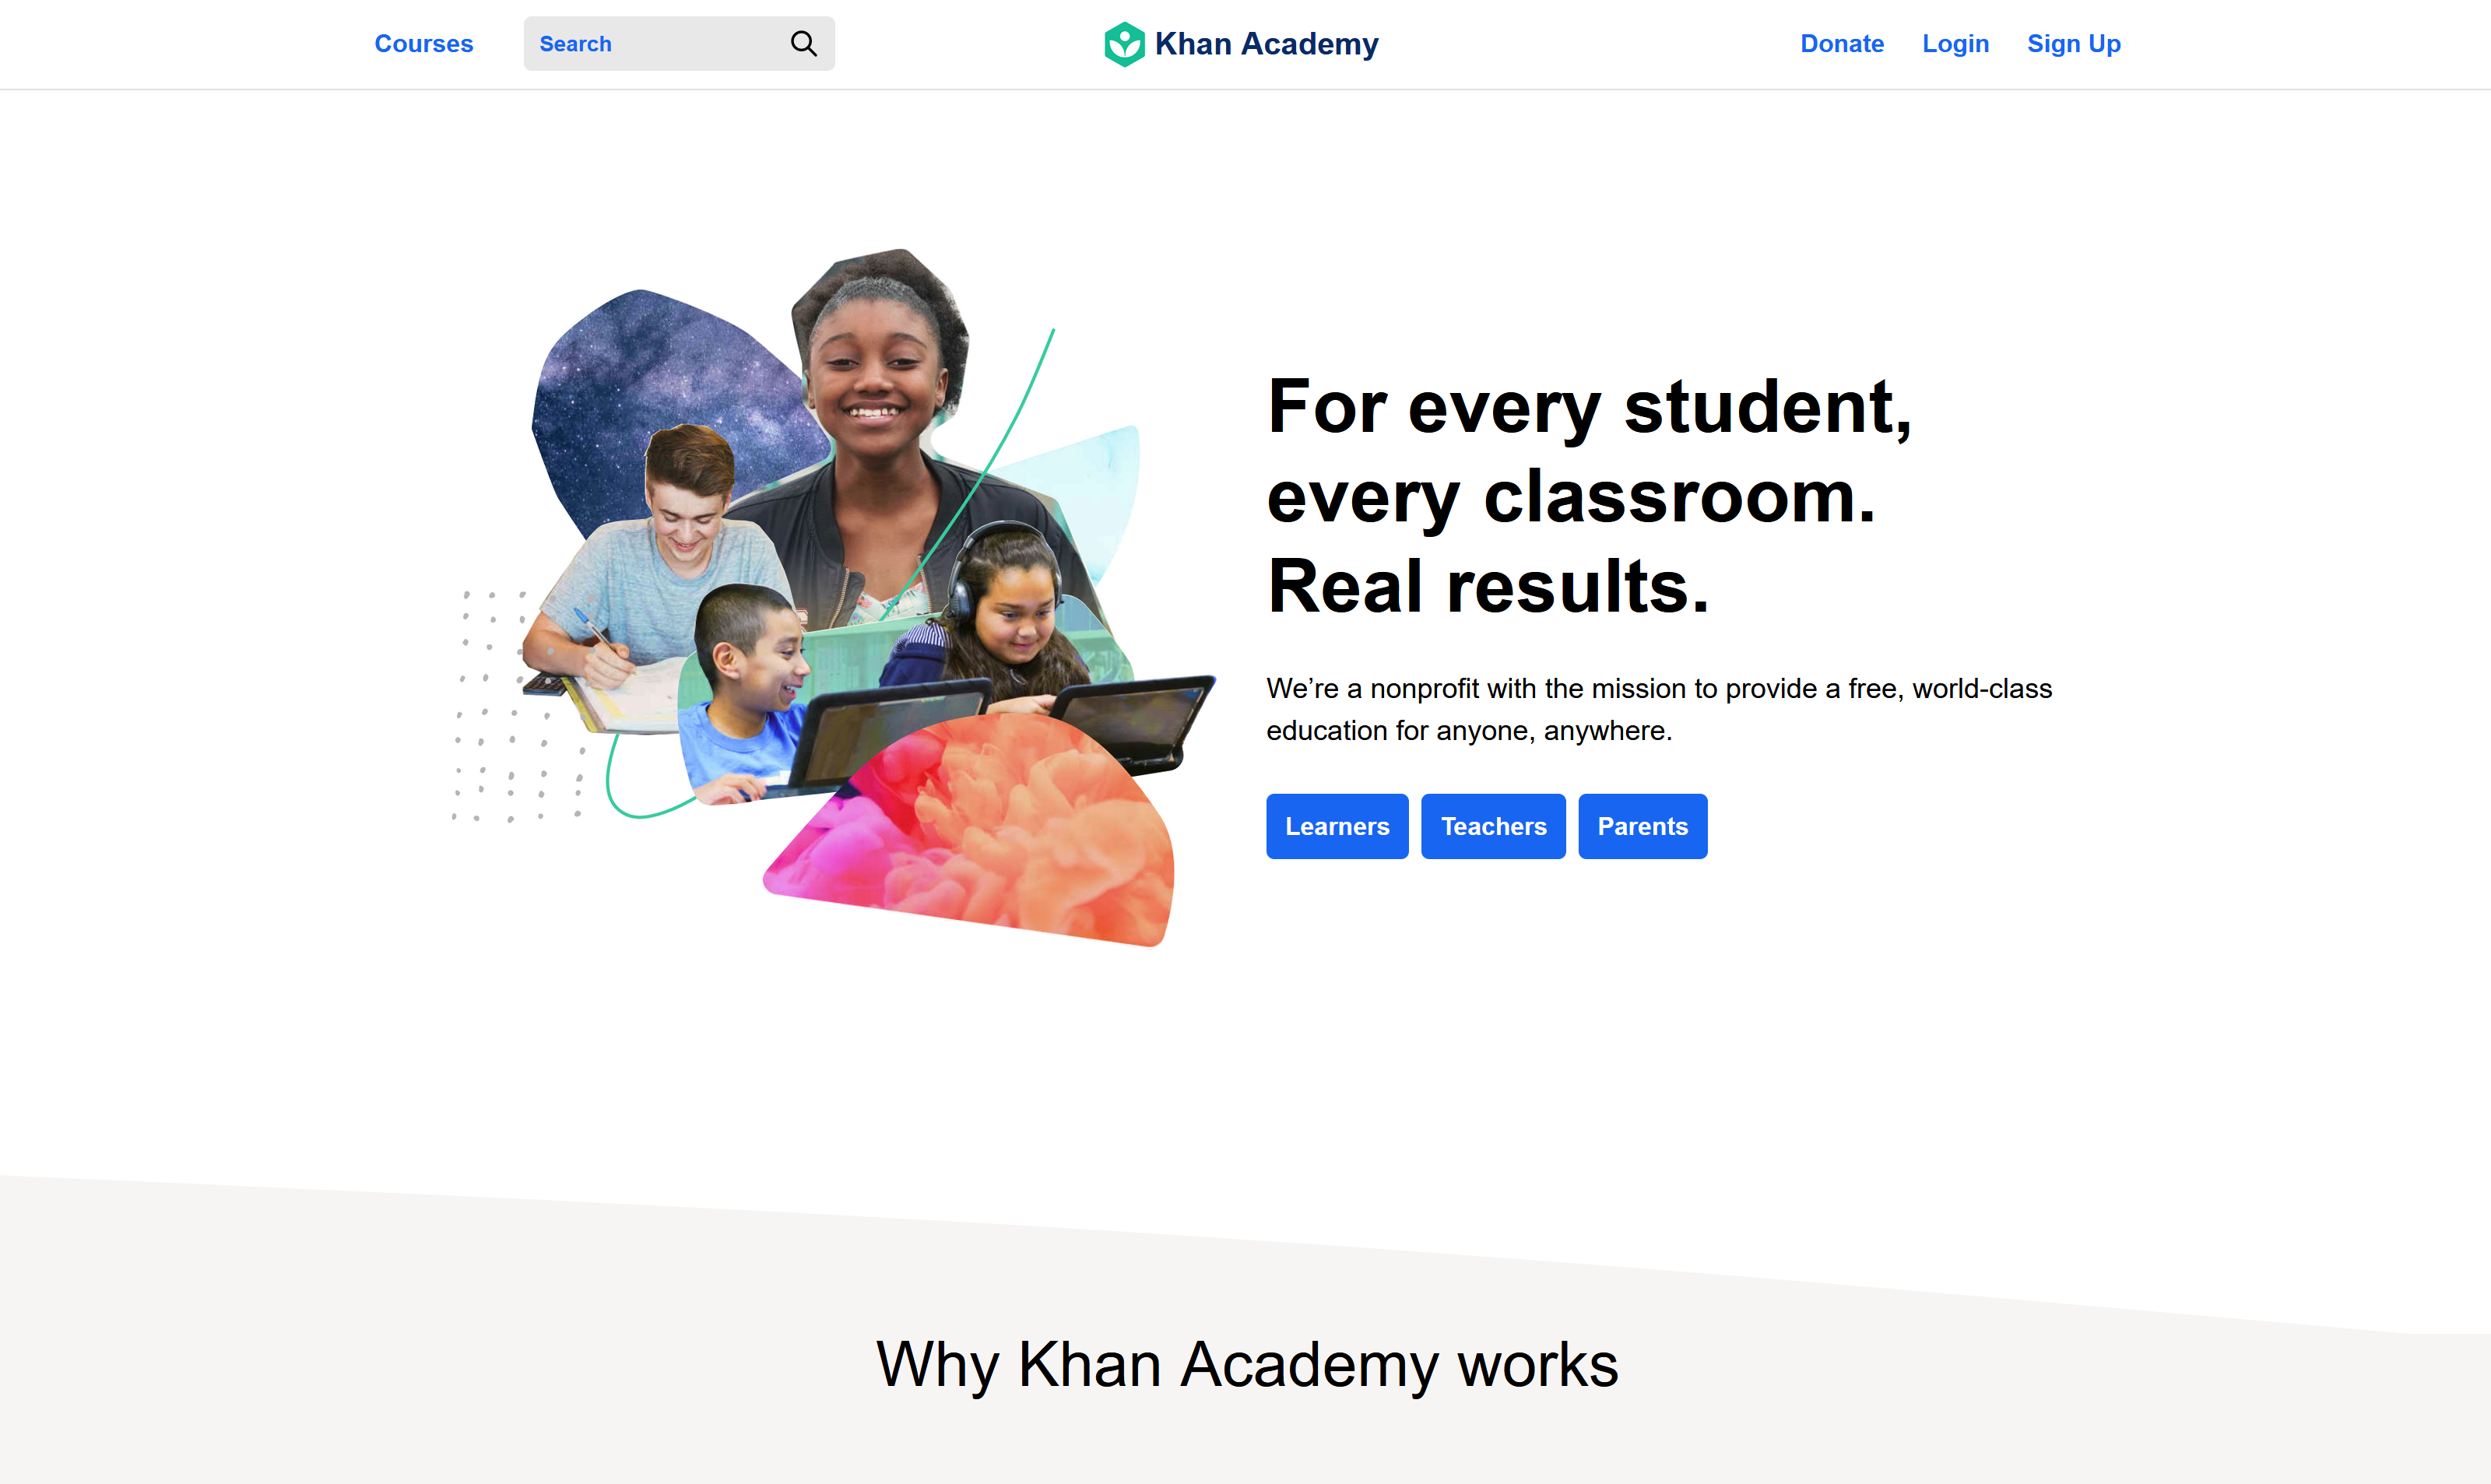 Courses
Search
Khan Academy
Donate
Login
Sign Up
For every student,
every classroom.
Real results.
We’re a nonprofit with the mission to provide a free, world-class
education for anyone, anywhere.
Learners
Teachers
Parents
Why Khan Academy works